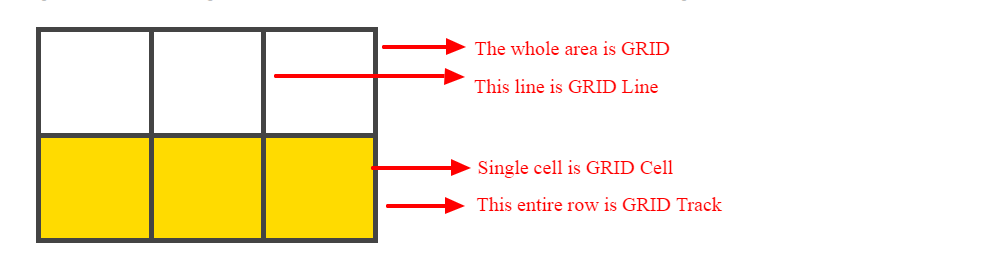 The whole area is GRID
This line is GRID Line
Single cell is GRID Cell
This entire row is GRID Track